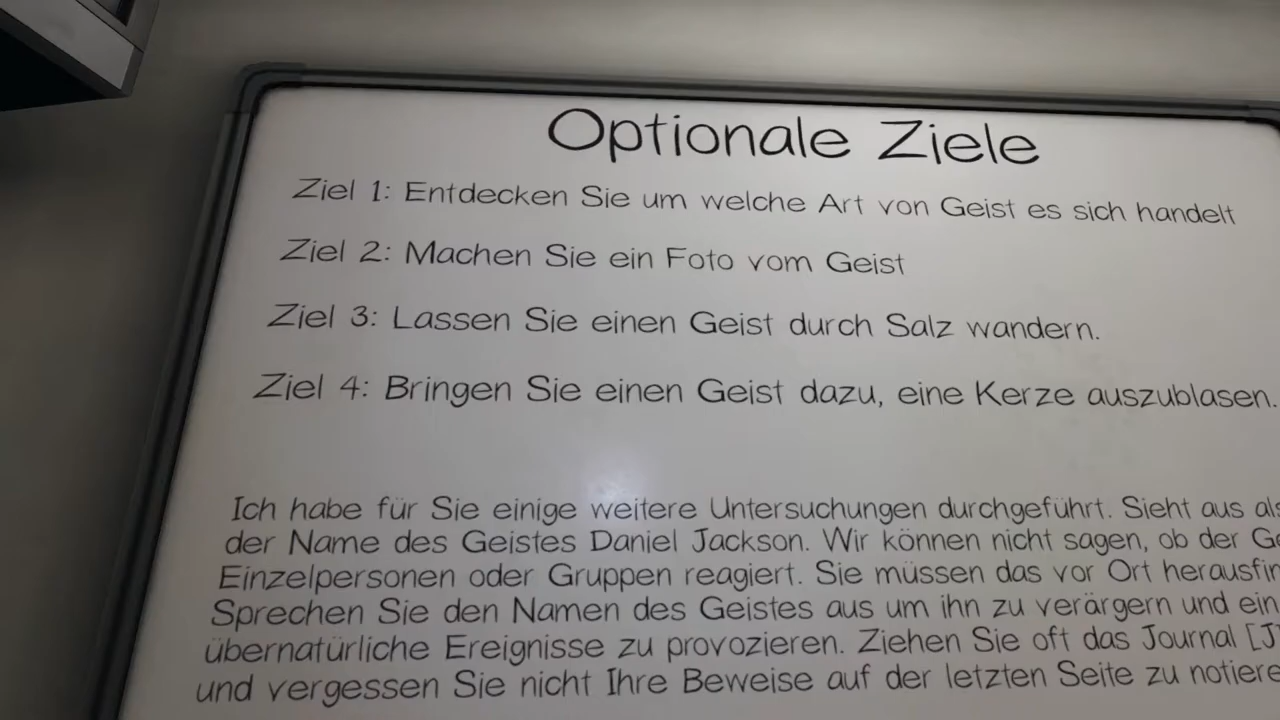 Optionale Ziele
Ziel 1: Entdecken Sie um welche Art von Geist es sich handelt
Ziel 2: Machen Sie ein Foto vom Geist
Ziel 3: Lassen Sie einen Geist durch Salz wandern.
Ziel 4: Bringen Sie einen Geist dazu, eine Kerze auszublasen.
Ich habe für Sie einige weitere Untersuchungen durchgeführt. Sieht aus
der Name des Geistes Daniel Jackson. Wir können nicht sagen, ob der
Einzelpersonen oder Gruppen reagiert. Sie müssen das vor Ort
Sprechen Sie den Namen des Geistes aus um ihn zu verärgern und
übernatürliche Ereignisse zu provozieren. Ziehen Sie oft das Journal
und vergessen Sie nicht Ihre Beweise auf der letzten Seite zu